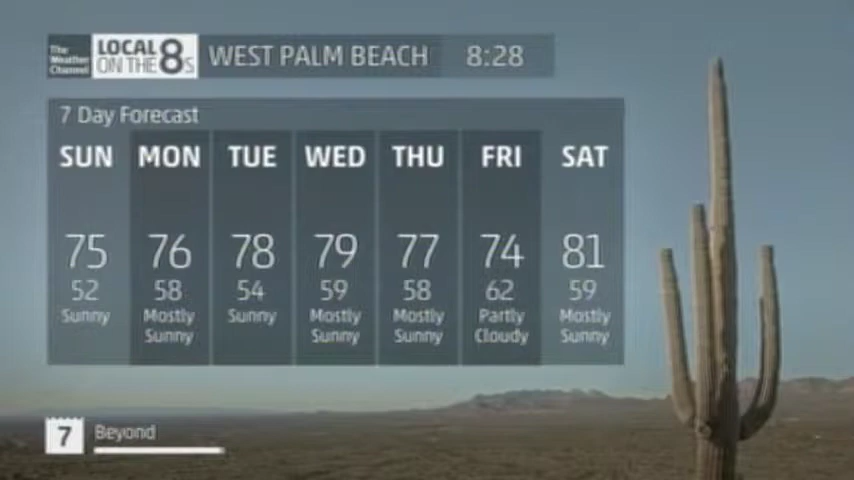 The Weather Channel LOCAL ON THE 8s WEST PALM BEACH 8:28
7 Day Forecast
SUN MON TUE WED THU FRI SAT
75 76 78 79 77 74 81
52 58 54 59 58 62 59
Sunny Mostly Sunny Sunny Mostly Sunny Mostly Sunny Partly Cloudy Mostly Sunny
7 Beyond